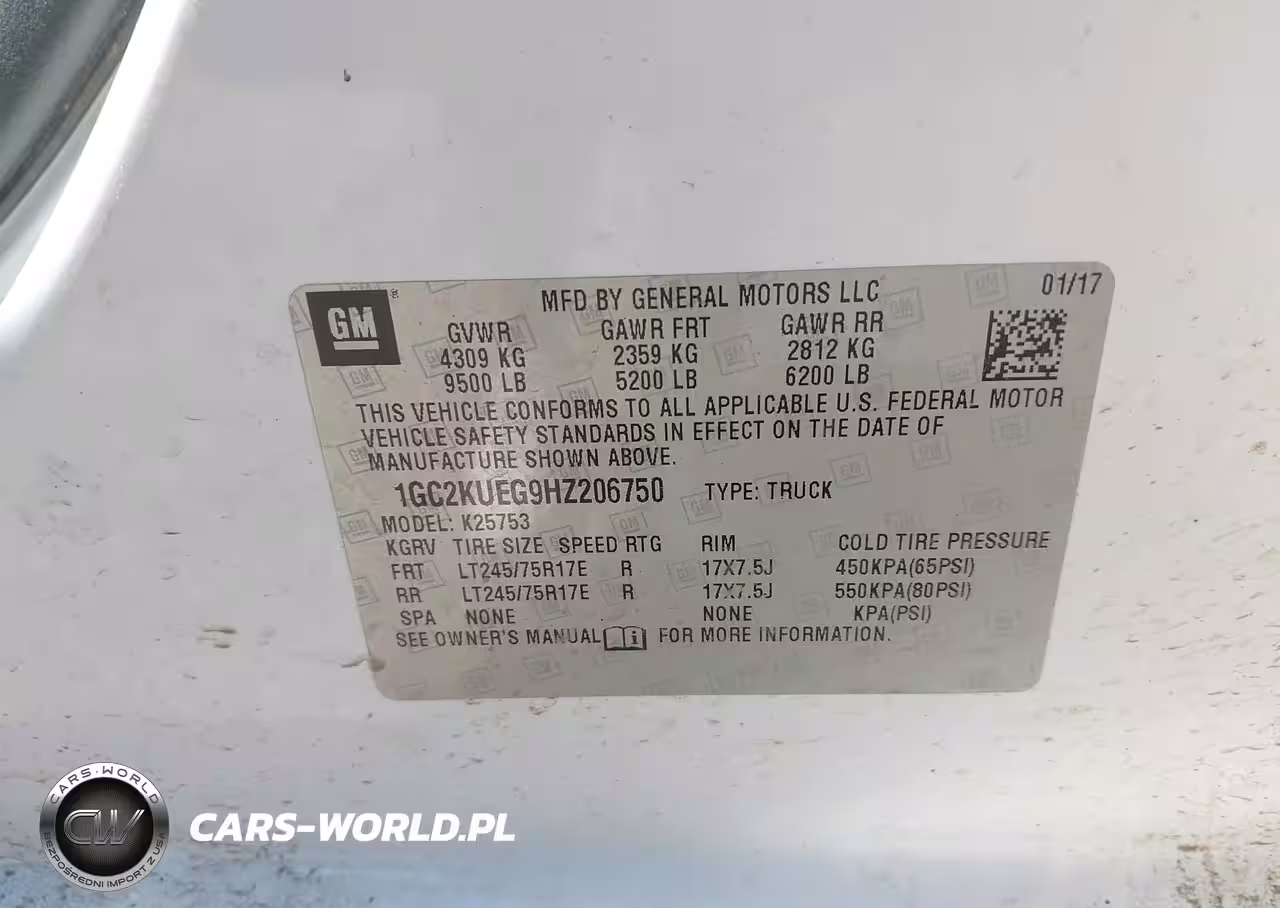 GM
MFD BY GENERAL MOTORS LLC 01/17
GVWR GAWR FRT GAWR RR
4309 KG 2359 KG 2812 KG
9500 LB 5200 LB 6200 LB
THIS VEHICLE CONFORMS TO ALL APPLICABLE U.S. FEDERAL MOTOR
VEHICLE SAFETY STANDARDS IN EFFECT ON THE DATE OF
MANUFACTURE SHOWN ABOVE.
1GC2KUEG9HZ206750 TYPE: TRUCK
MODEL: K25753
KGRV TIRE SIZE SPEED RTG RIM COLD TIRE PRESSURE
FRT LT245/75R17E R 17X7.5J 450KPA(65PSI)
RR LT245/75R17E R 17X7.5J 550KPA(80PSI)
SPA NONE NONE KPA(PSI)
SEE OWNER'S MANUAL FOR MORE INFORMATION.
CARS-WORLD
CW
BEZPOŚREDNI IMPORT Z USA
CARS-WORLD.PL